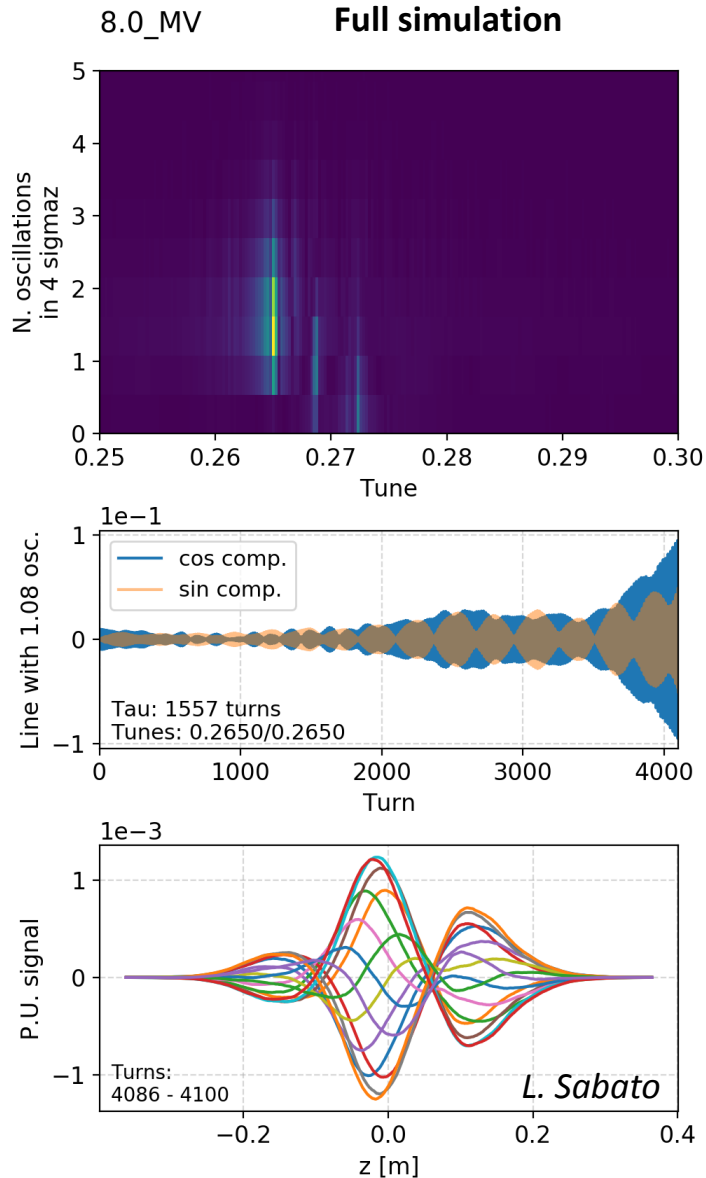 8.0_MV Full simulation
5
4
3
2
1
0
N. oscillations
in 4 sigmaz
0.25 0.26 0.27 0.28 0.29 0.30
Tune
1e−1
1
0
−1
Line with 1.08 osc.
cos comp.
sin comp.
Tau: 1557 turns
Tunes: 0.2650/0.2650
0 1000 2000 3000 4000
Turn
1e−3
1
0
−1
P.U. signal
Turns:
4086 - 4100
L. Sabato
−0.2 0.0 0.2 0.4
z [m]